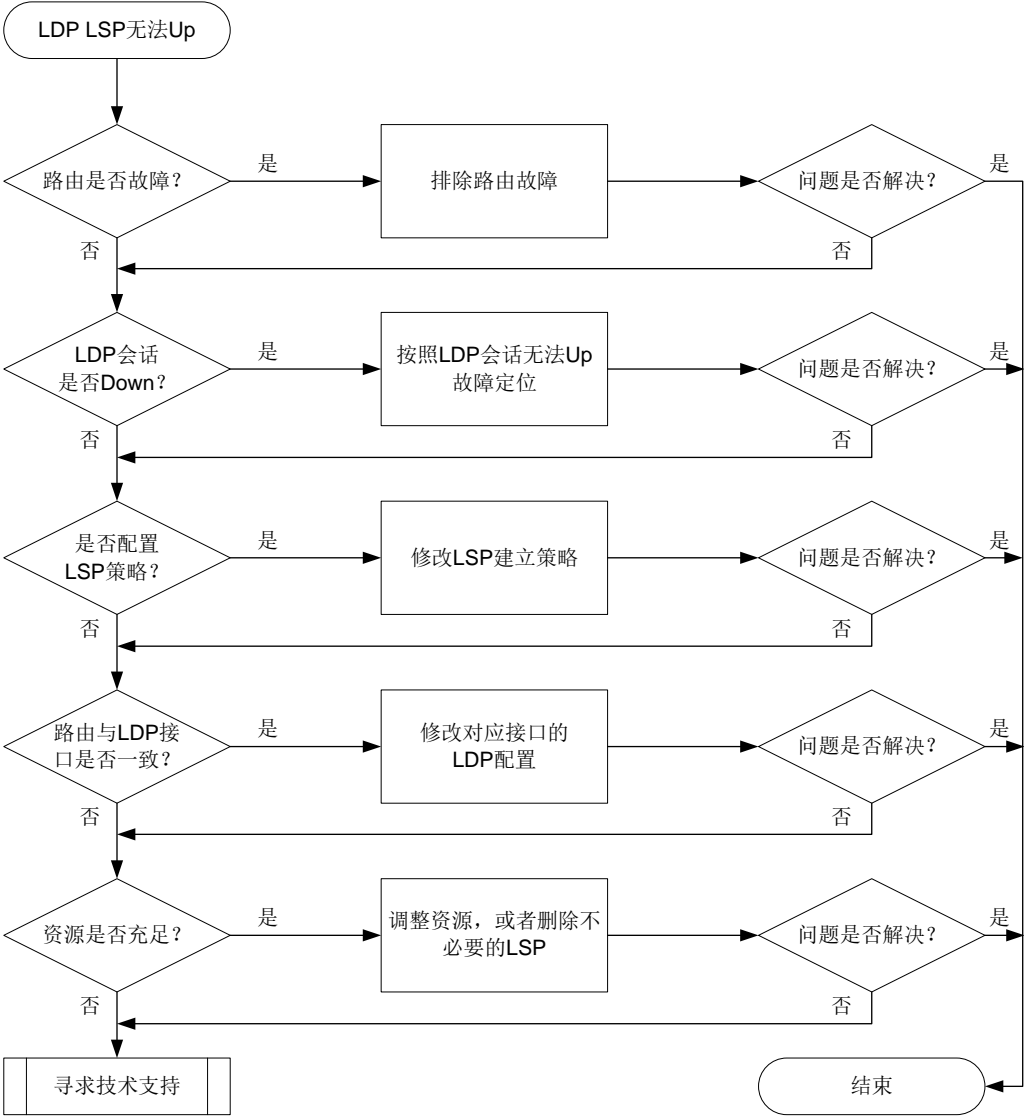 LDP LSP无法Up
路由是否故障？
是
排除路由故障
问题是否解决？
是
否
否
LDP会话
是否Down？
是
按照LDP会话无法Up
故障定位
问题是否解决？
是
否
否
是否配置
LSP策略？
是
修改LSP建立策略
问题是否解决？
是
否
否
路由与LDP接
口是否一致？
是
修改对应接口的
LDP配置
问题是否解决？
是
否
否
资源是否充足？
是
调整资源，或者删除不
必要的LSP
问题是否解决？
是
否
否
寻求技术支持
结束